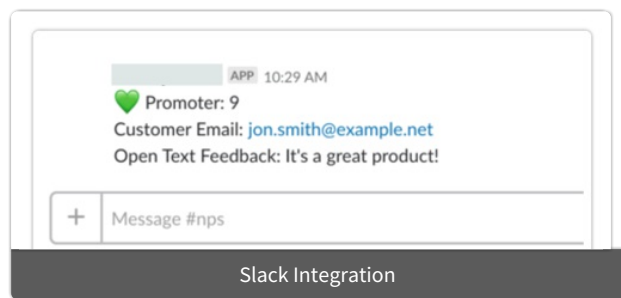 APP 10:29 AM
💚 Promoter: 9
Customer Email: jon.smith@example.net
Open Text Feedback: It's a great product!
+ Message #nps
Slack Integration